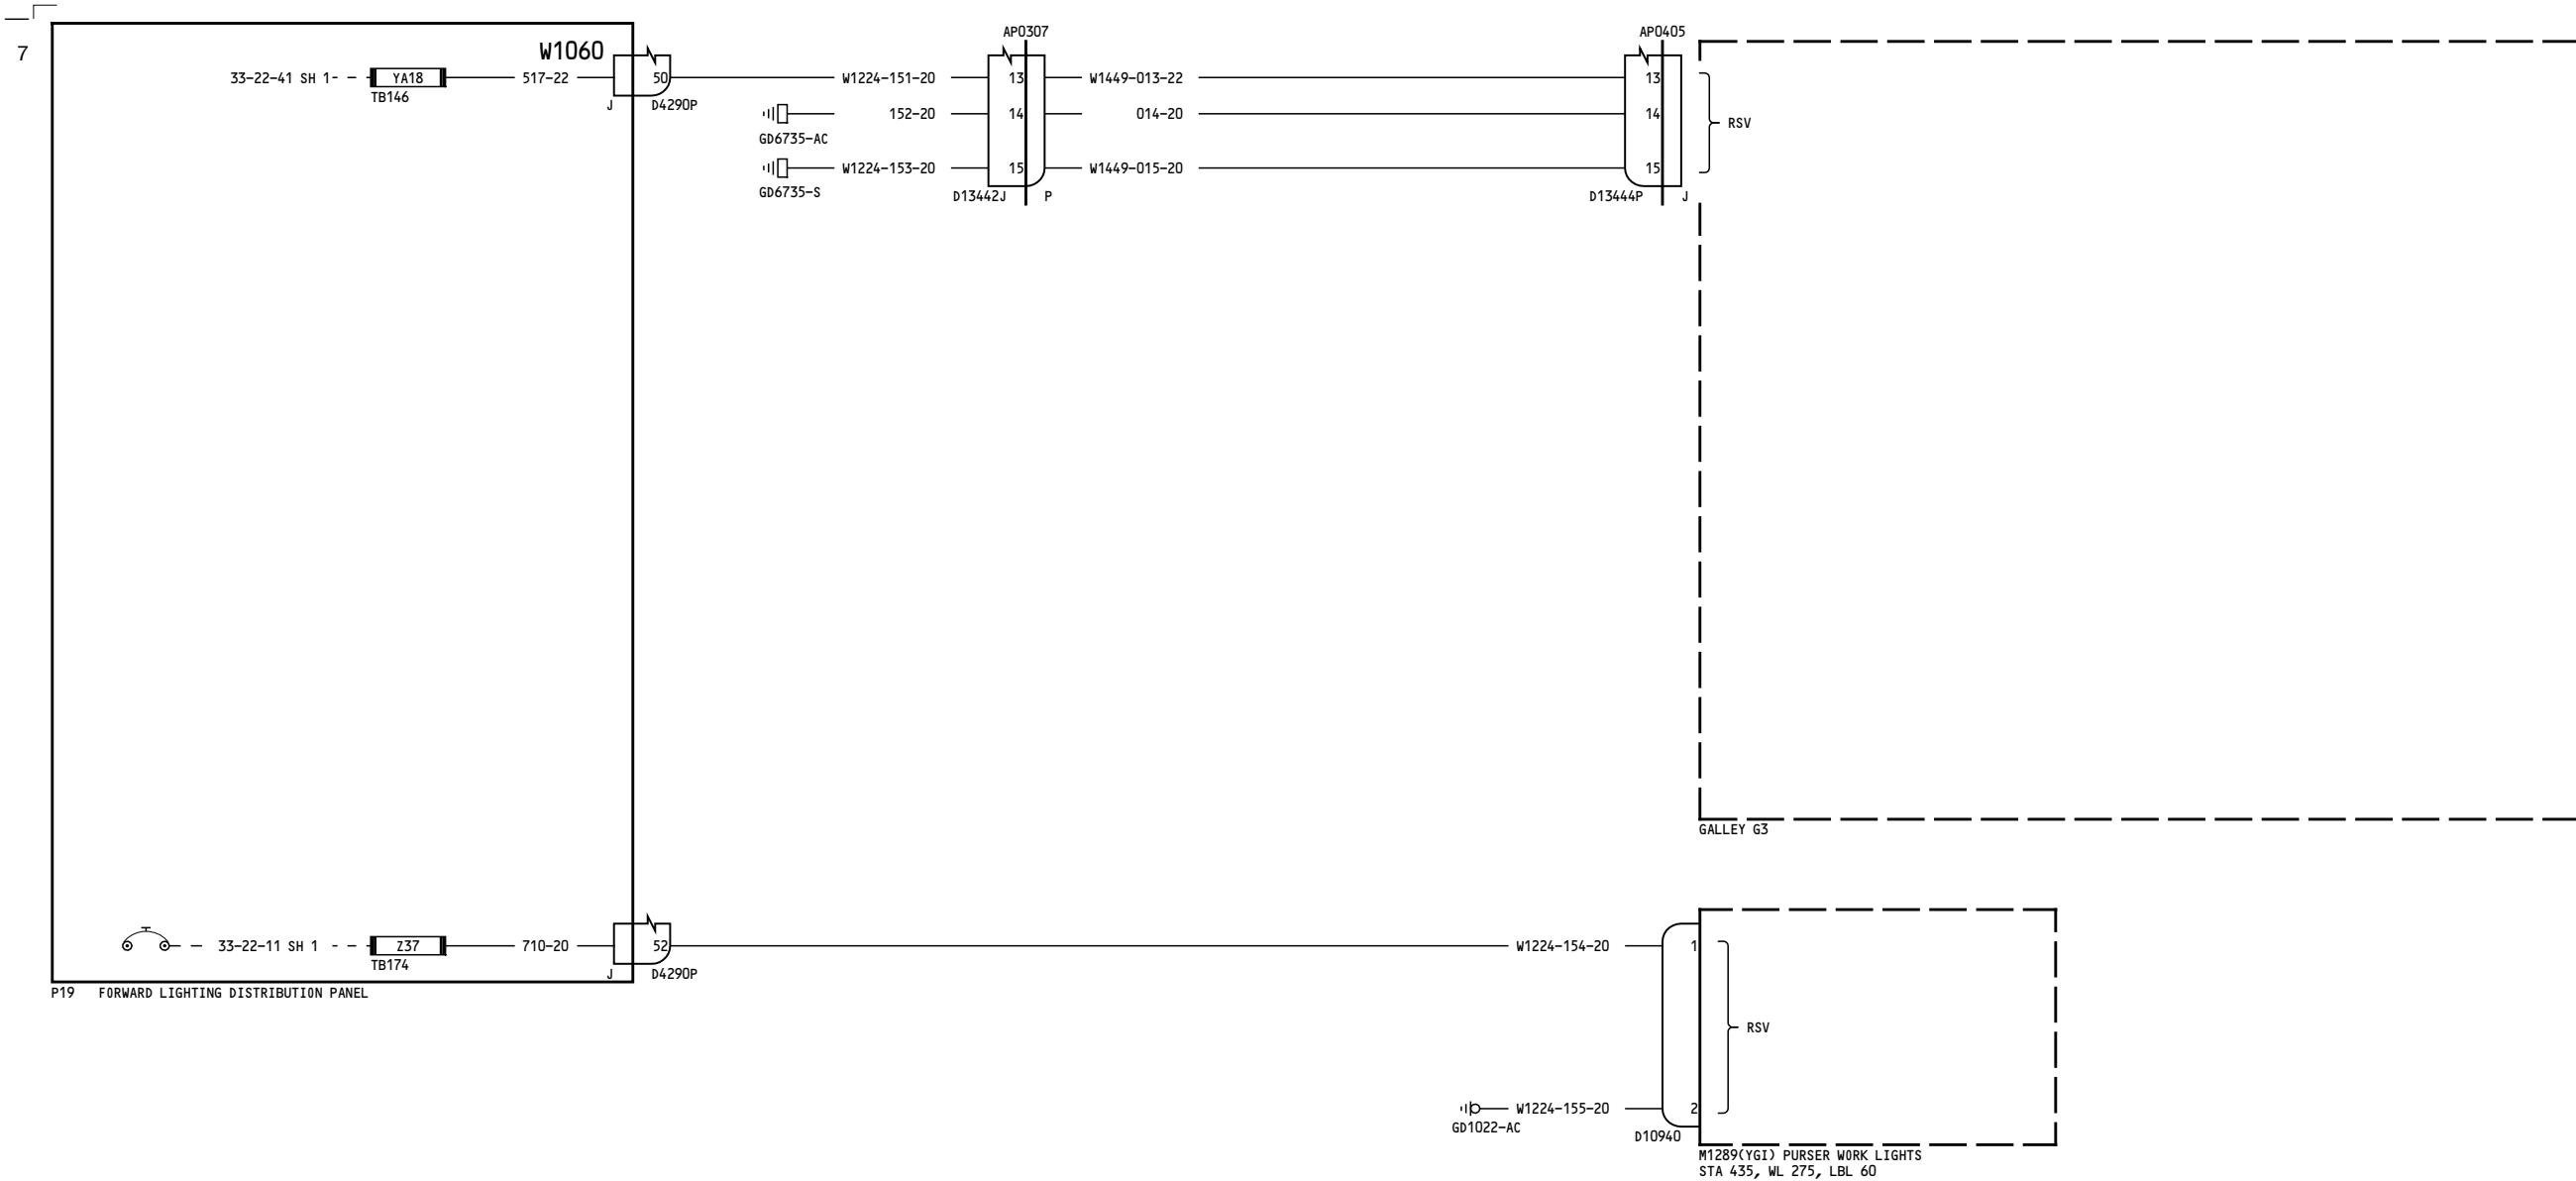 7
W1060
33-22-41 SH 1
YA18
TB146
517-22
50
J
D4290P
W1224-151-20
GD6735-AC
152-20
GD6735-S
W1224-153-20
AP0307
13
14
15
D13442J
P
W1449-013-22
014-20
W1449-015-20
AP0405
13
14
15
D13444P
J
RSV
GALLEY G3
33-22-11 SH 1
Z37
TB174
710-20
52
J
D4290P
P19 FORWARD LIGHTING DISTRIBUTION PANEL
W1224-154-20
1
RSV
GD1022-AC
W1224-155-20
2
D10940
M1289(YGI) PURSER WORK LIGHTS
STA 435, WL 275, LBL 60